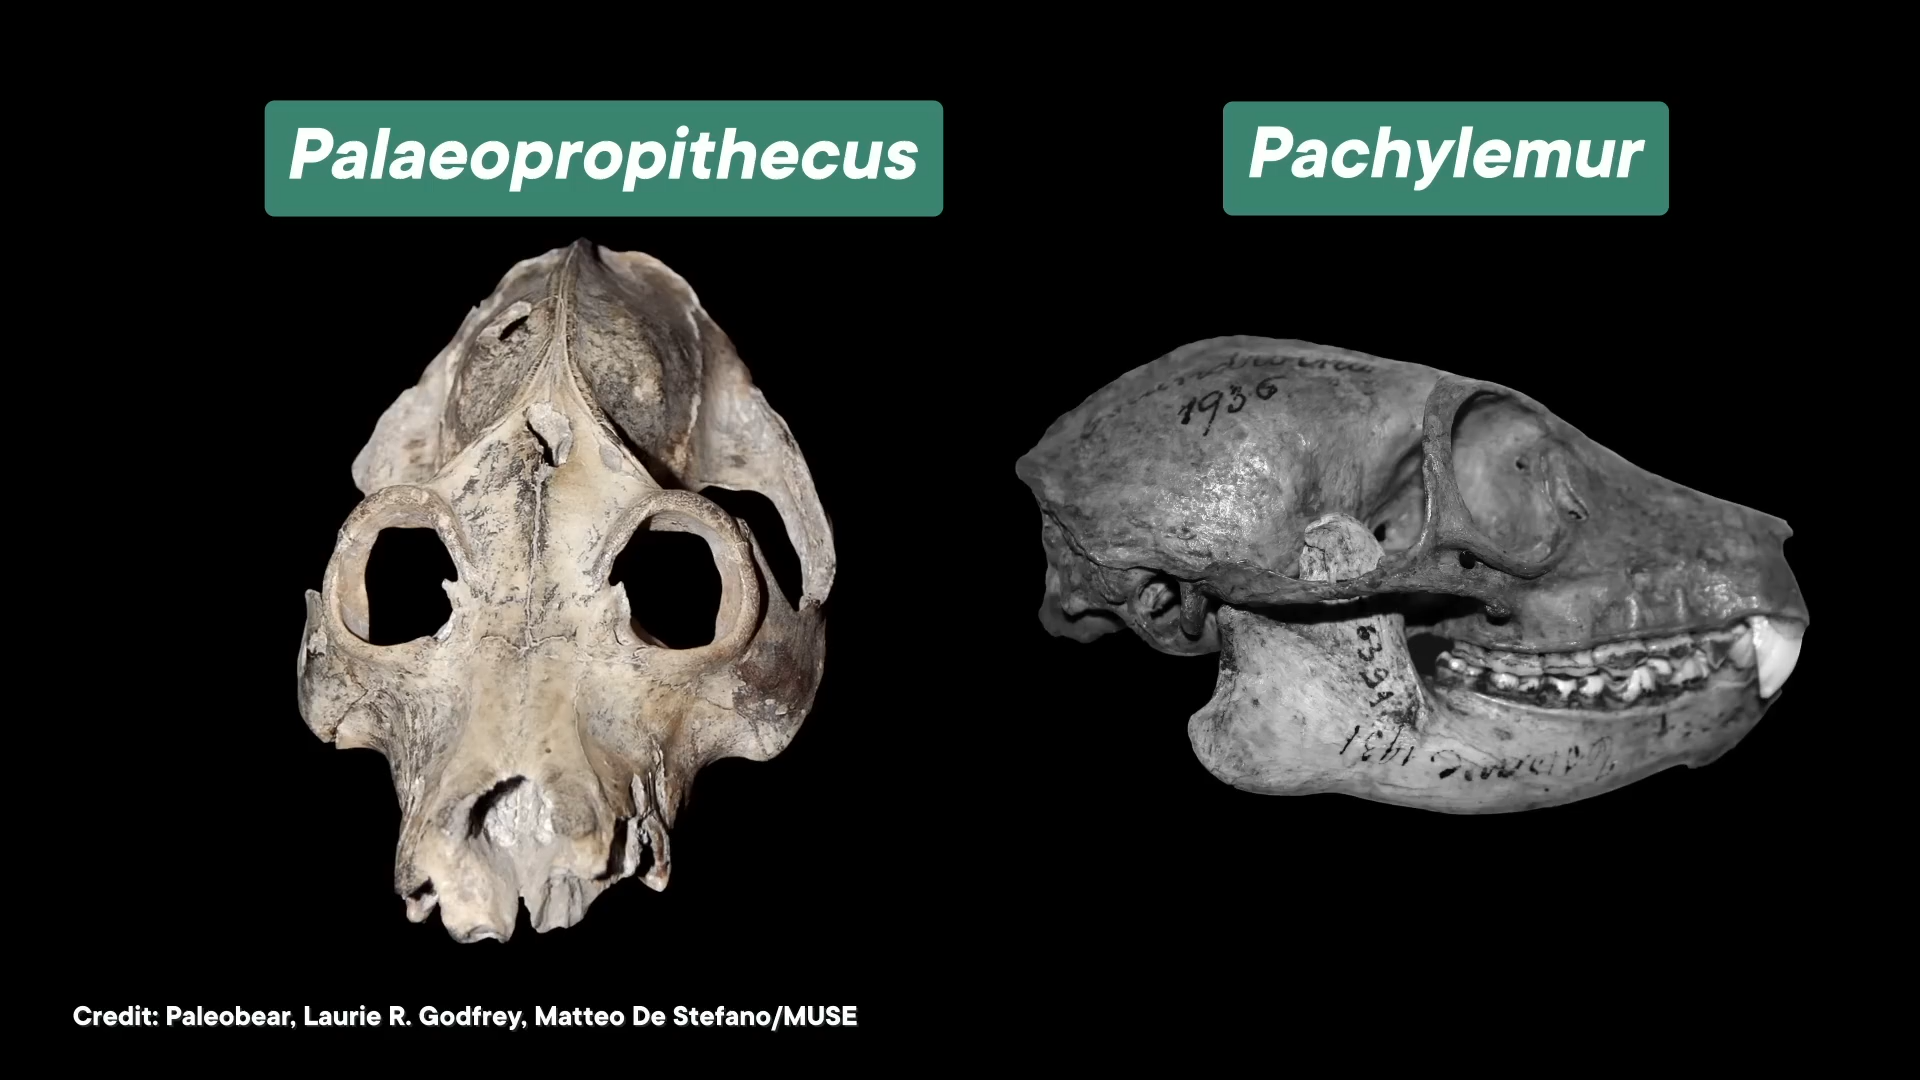 Palaeopropithecus
Pachylemur
1936
Credit: Paleobear, Laurie R. Godfrey, Matteo De Stefano/MUSE